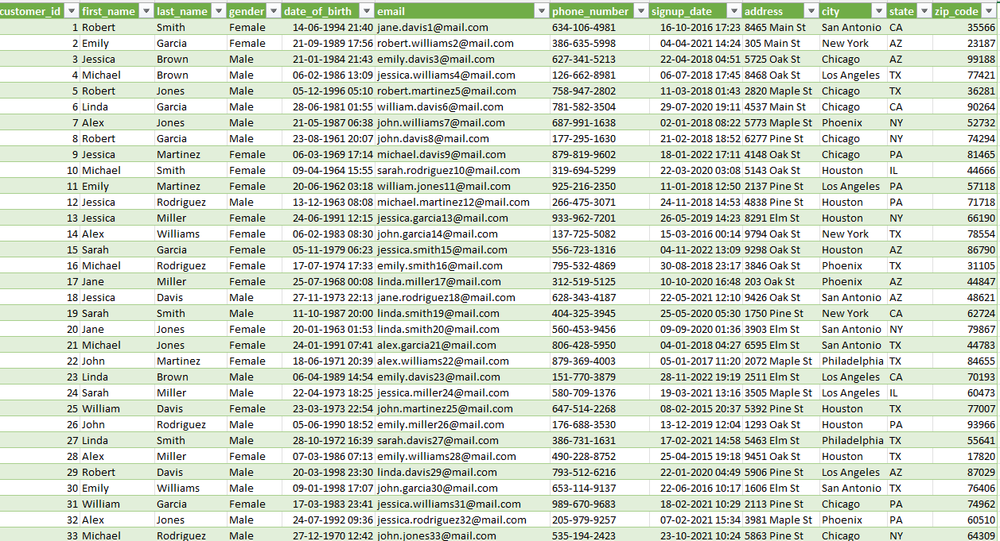 customer_id first_name last_name gender date_of_birth email phone_number signup_date address city state zip_code
1 Robert Smith Female 14-06-1994 21:40 jane.davis1@mail.com 634-106-4981 16-10-2016 17:23 8465 Main St San Antonio CA 35566
2 Emily Garcia Female 21-09-1989 17:56 robert.williams2@mail.com 386-635-5998 04-04-2021 14:24 305 Main St New York AZ 23187
3 Jessica Brown Male 21-01-1984 21:43 emily.davis3@mail.com 627-341-5213 22-04-2018 04:51 5725 Oak St Chicago AZ 99188
4 Michael Brown Male 06-02-1986 13:09 jessica.williams4@mail.com 126-662-8981 06-07-2018 17:45 8468 Oak St Los Angeles TX 77421
5 Robert Jones Male 05-12-1996 05:10 robert.martinez5@mail.com 758-947-2802 11-03-2018 01:43 2820 Maple St Chicago TX 36281
6 Linda Garcia Male 28-06-1981 01:55 william.davis6@mail.com 781-582-3504 29-07-2020 19:11 4537 Main St Chicago CA 90264
7 Alex Jones Male 21-05-1987 06:38 john.williams7@mail.com 687-991-1638 02-01-2018 08:22 5773 Maple St Phoenix NY 52732
8 Robert Garcia Male 23-08-1961 20:07 john.davis8@mail.com 177-295-1630 21-02-2018 18:52 6277 Pine St Chicago NY 74294
9 Jessica Martinez Female 06-03-1969 17:14 michael.davis9@mail.com 879-819-9602 18-01-2022 17:11 4148 Oak St Chicago PA 81465
10 Michael Smith Female 09-04-1964 15:55 sarah.rodriguez10@mail.com 319-694-5299 22-03-2020 03:08 5143 Oak St Houston IL 44666
11 Emily Martinez Female 20-06-1962 03:18 william.jones11@mail.com 925-216-2350 11-01-2018 12:50 2137 Pine St Los Angeles PA 57118
12 Jessica Rodriguez Male 13-12-1963 08:08 michael.martinez12@mail.com 266-475-3071 24-11-2018 14:53 4838 Pine St Houston PA 71718
13 Jessica Miller Female 24-06-1991 12:15 jessica.garcia13@mail.com 933-962-7201 26-05-2019 14:23 8291 Elm St Houston NY 66190
14 Alex Williams Female 06-02-1983 08:30 john.garcia14@mail.com 137-725-5082 15-03-2016 00:14 9794 Oak St New York TX 78554
15 Sarah Garcia Female 05-11-1979 06:23 jessica.smith15@mail.com 556-723-1316 04-11-2022 13:09 9298 Oak St Houston AZ 86790
16 Michael Rodriguez Female 17-07-1974 17:33 emily.smith16@mail.com 795-532-4869 30-08-2018 23:17 3846 Oak St Phoenix TX 31105
17 Jane Miller Female 25-07-1968 00:08 linda.miller17@mail.com 312-519-5125 10-10-2020 16:48 203 Oak St Phoenix AZ 44847
18 Jessica Davis Male 27-11-1973 22:13 jane.rodriguez18@mail.com 628-343-4187 22-05-2021 12:10 9426 Oak St San Antonio AZ 48621
19 Sarah Smith Male 11-10-1987 20:00 linda.smith19@mail.com 404-325-3945 25-05-2020 05:30 1750 Pine St New York CA 62724
20 Jane Jones Female 20-01-1963 01:53 linda.smith20@mail.com 560-453-9456 09-09-2020 01:36 3903 Elm St San Antonio NY 79867
21 Michael Jones Female 24-01-1991 07:41 alex.garcia21@mail.com 806-428-5950 04-01-2018 04:27 6595 Elm St San Antonio TX 44783
22 John Martinez Female 18-06-1971 20:39 alex.williams22@mail.com 879-369-4003 05-01-2017 11:20 2072 Maple St Philadelphia TX 84655
23 Linda Brown Male 06-04-1989 14:54 emily.davis23@mail.com 151-770-3879 28-11-2022 19:19 2511 Elm St Los Angeles CA 70193
24 Sarah Miller Male 22-04-1973 18:25 jessica.miller24@mail.com 580-709-1376 19-03-2021 13:16 3505 Maple St Los Angeles IL 60473
25 William Davis Female 23-03-1973 22:54 john.martinez25@mail.com 647-514-2268 08-02-2015 20:37 5392 Pine St Houston TX 77007
26 John Rodriguez Male 05-06-1990 18:52 emily.miller26@mail.com 176-688-3530 13-12-2019 12:04 1293 Oak St Houston PA 93966
27 Linda Smith Male 28-10-1972 16:39 sarah.davis27@mail.com 386-731-1631 17-02-2021 14:58 5463 Elm St Philadelphia TX 55641
28 Alex Miller Female 07-03-1986 07:13 emily.williams28@mail.com 490-228-8752 25-04-2015 19:18 9451 Oak St Houston TX 17820
29 Robert Davis Male 20-03-1998 23:30 linda.davis29@mail.com 793-512-6216 22-01-2020 04:49 5906 Pine St Los Angeles AZ 87029
30 Emily Williams Male 09-01-1998 17:07 john.garcia30@mail.com 653-114-9137 22-06-2016 10:17 1606 Elm St San Antonio TX 76406
31 William Garcia Female 17-03-1983 23:41 jessica.williams31@mail.com 989-670-9683 18-02-2021 10:29 2113 Pine St Chicago PA 74962
32 Alex Jones Male 24-07-1992 09:36 jessica.rodriguez32@mail.com 205-979-9257 07-02-2021 15:34 3981 Maple St Phoenix PA 60510
33 Michael Rodriguez Male 27-12-1970 12:42 john.jones33@mail.com 535-194-2423 23-10-2021 10:24 5863 Pine St Chicago NY 64309